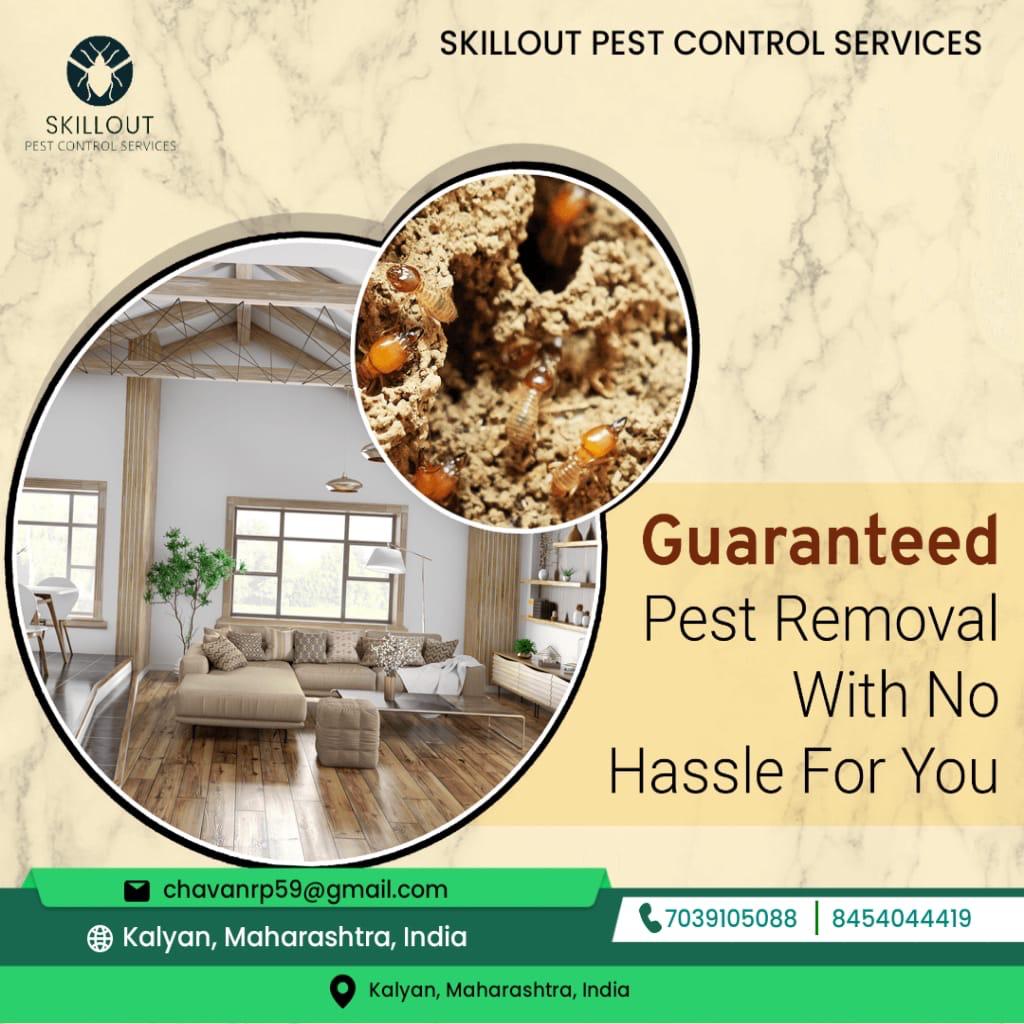 SKILLOUT PEST CONTROL SERVICES
SKILLOUT
PEST CONTROL SERVICES
Guaranteed
Pest Removal
With No
Hassle For You
chavanrp59@gmail.com
7039105088 | 8454044419
Kalyan, Maharashtra, India
Kalyan, Maharashtra, India